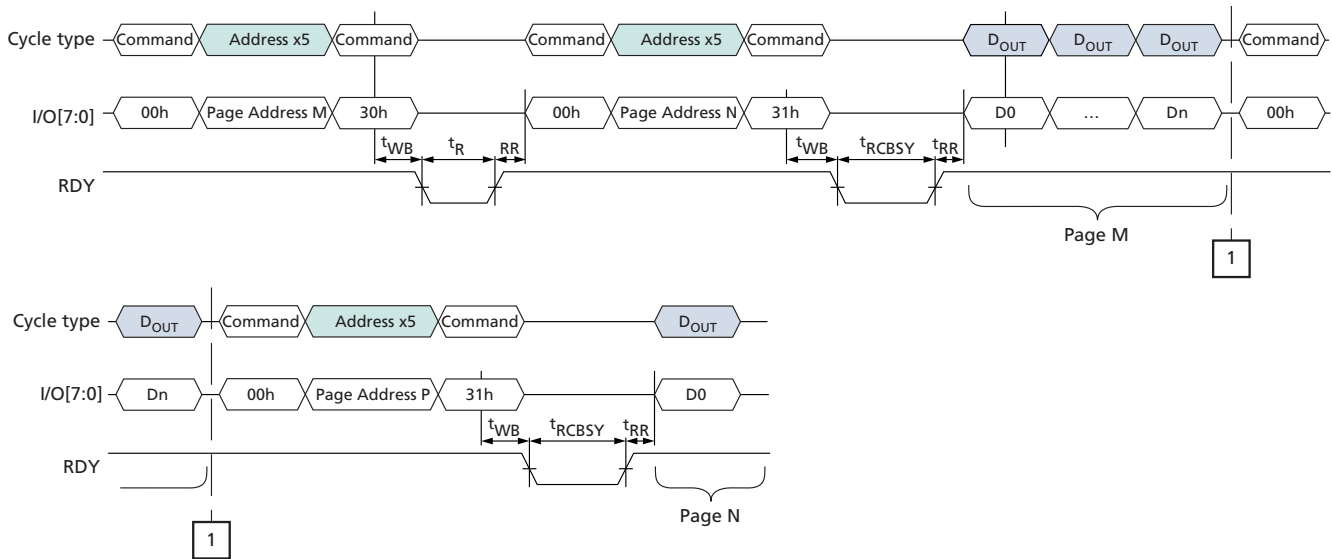 Cycle type Command Address x5 Command Command Address x5 Command DOUT DOUT DOUT Command
I/O[7:0] 00h Page Address M 30h 00h Page Address N 31h D0 … Dn 00h
tWB tR RR tWB tRCBSY tRR
RDY
Page M
1
Cycle type DOUT Command Address x5 Command DOUT
I/O[7:0] Dn 00h Page Address P 31h D0
tWB tRCBSY tRR
RDY
Page N
1